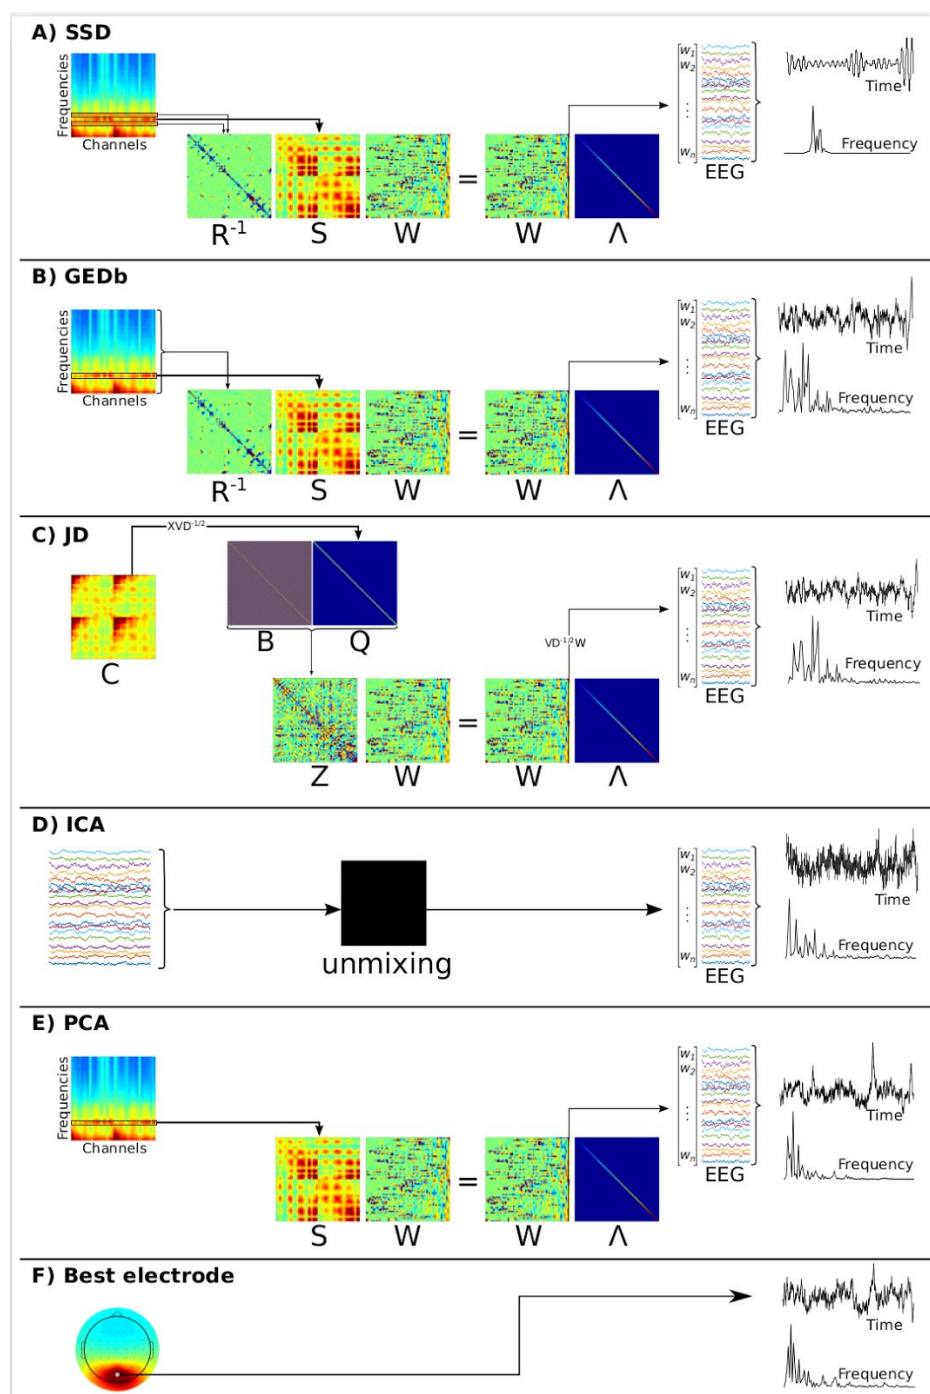 A) SSD
Frequencies
Channels
R⁻¹ S W = W Λ
w₁
w₂
⋮
wₙ
EEG
Time
Frequency
B) GEDb
Frequencies
Channels
R⁻¹ S W = W Λ
w₁
w₂
⋮
wₙ
EEG
Time
Frequency
C) JD
XVD⁻¹/²
C
B Q
Z W = W Λ
VD⁻¹/²W
w₁
w₂
⋮
wₙ
EEG
Time
Frequency
D) ICA
unmixing
w₁
w₂
⋮
wₙ
EEG
Time
Frequency
E) PCA
Frequencies
Channels
S W = W Λ
w₁
w₂
⋮
wₙ
EEG
Time
Frequency
F) Best electrode
Time
Frequency